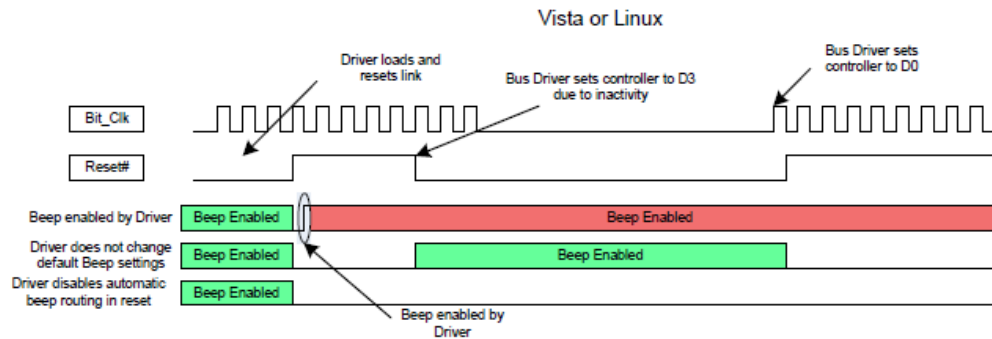 Vista or Linux
Driver loads and
resets link
Bus Driver sets controller to D3
due to inactivity
Bus Driver sets
controller to D0
Bit_Clk
Reset#
Beep enabled by Driver
Beep Enabled
Beep Enabled
Driver does not change
default Beep settings
Beep Enabled
Beep Enabled
Driver disables automatic
beep routing in reset
Beep Enabled
Beep enabled by
Driver